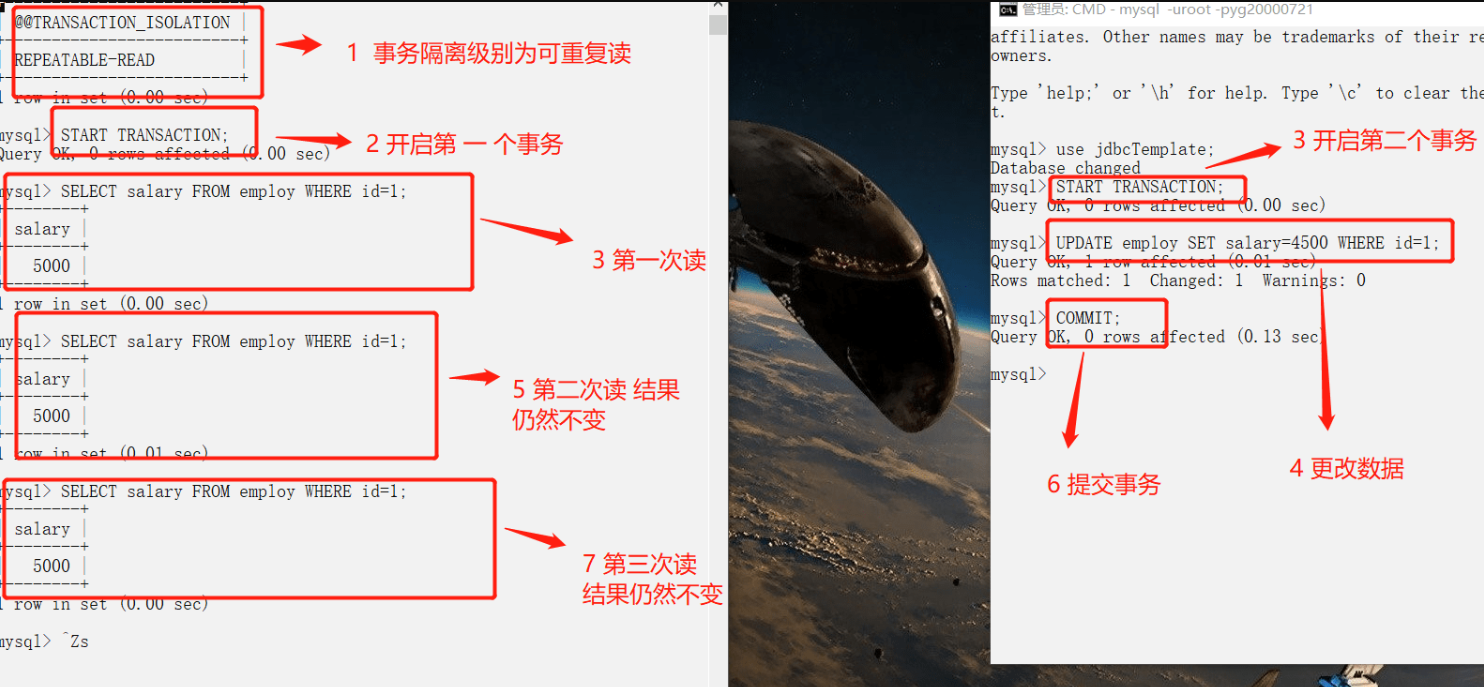 @@TRANSACTION_ISOLATION
REPEATABLE-READ
1 row in set (0.00 sec)
1 事务隔离级别为可重复读
mysql> START TRANSACTION;
Query OK, 0 rows affected (0.00 sec)
2 开启第 一 个事务
mysql> SELECT salary FROM employ WHERE id=1;
salary
5000
1 row in set (0.00 sec)
3 第一次读
mysql> SELECT salary FROM employ WHERE id=1;
salary
5000
1 row in set (0.01 sec)
5 第二次读 结果
仍然不变
mysql> SELECT salary FROM employ WHERE id=1;
salary
5000
1 row in set (0.00 sec)
7 第三次读
结果仍然不变
mysql> ^Zs
管理员: CMD - mysql -uroot -pyg20000721
affiliates. Other names may be trademarks of their re
owners.
Type 'help;' or '\h' for help. Type '\c' to clear the
t.
mysql> use jdbcTemplate;
Database changed
3 开启第二个事务
mysql> START TRANSACTION;
Query OK, 0 rows affected (0.00 sec)
mysql> UPDATE employ SET salary=4500 WHERE id=1;
Query OK, 1 row affected (0.01 sec)
Rows matched: 1 Changed: 1 Warnings: 0
mysql> COMMIT;
Query OK, 0 rows affected (0.13 sec)
mysql>
4 更改数据
6 提交事务